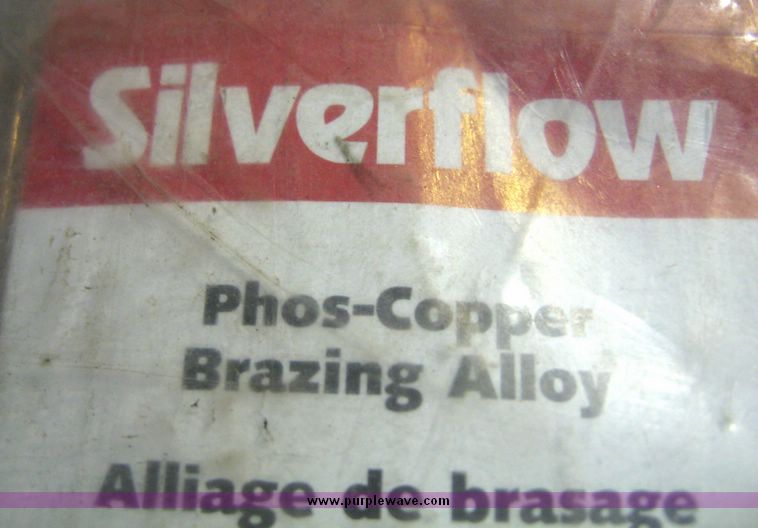 Silverflow
Phos-Copper
Brazing Alloy
Alliage de brasage
www.purplewave.com